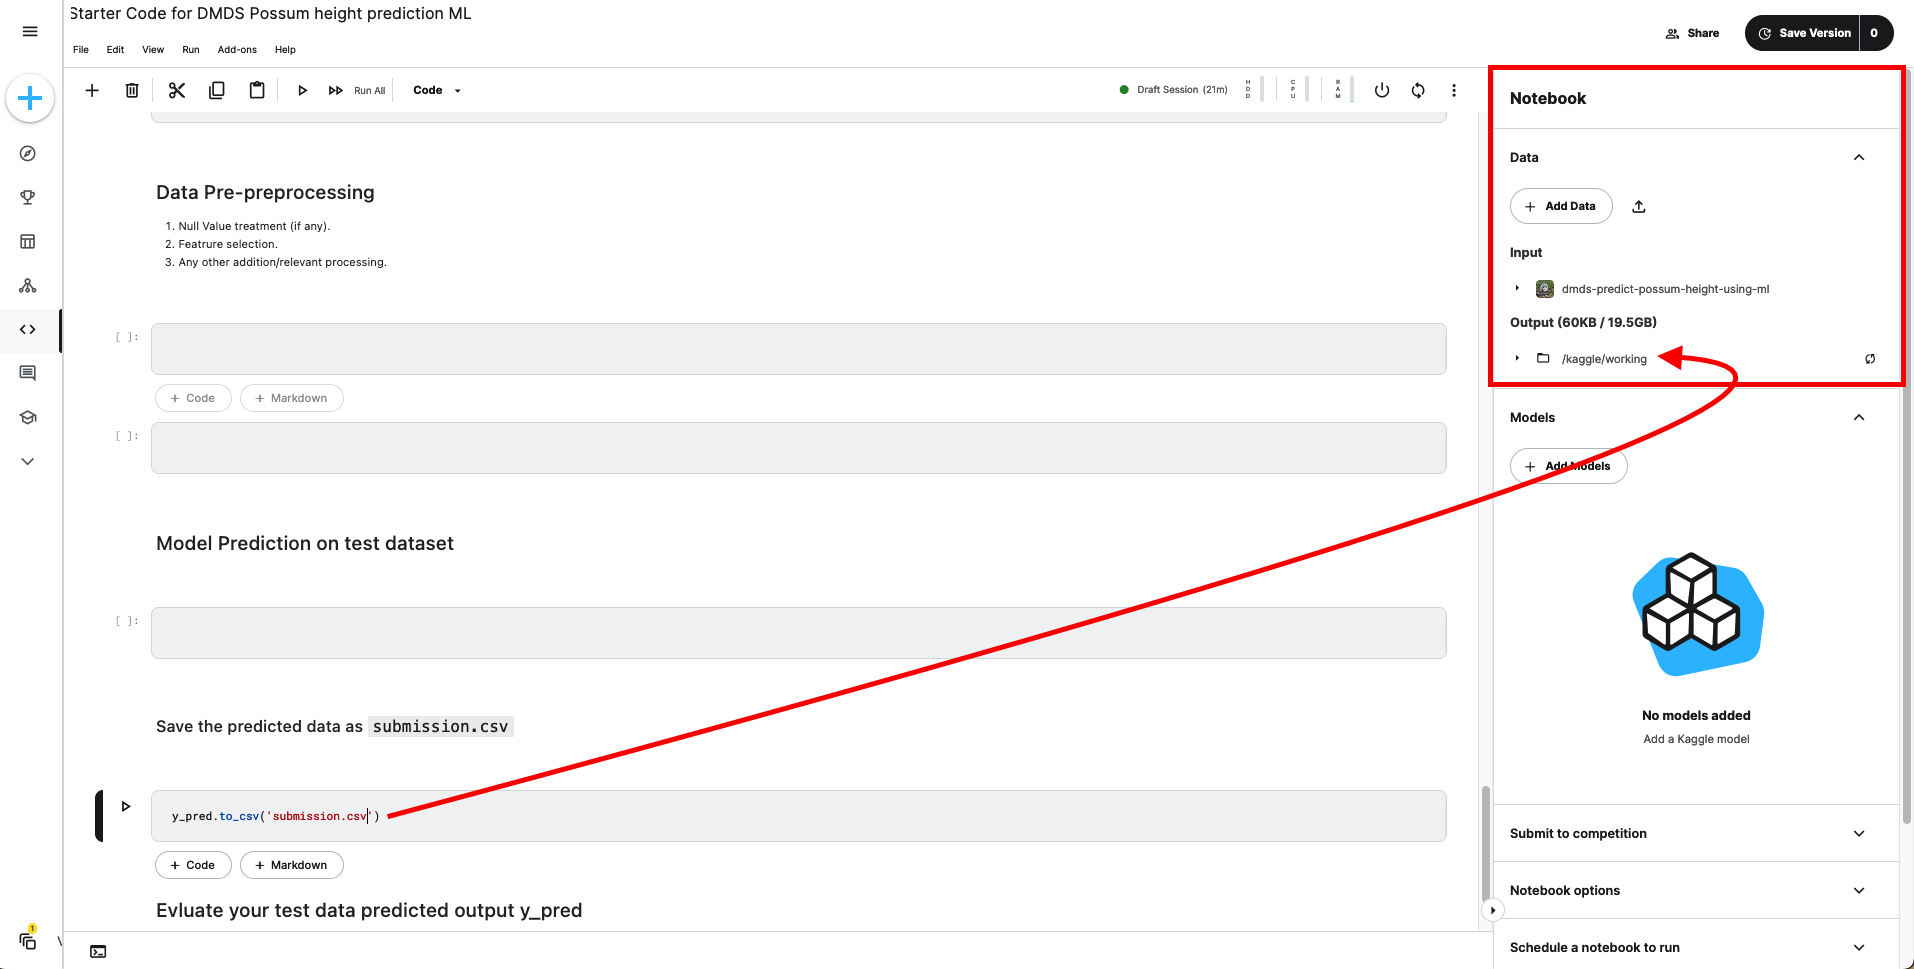 Starter Code for DMDS Possum height prediction ML
File Edit View Run Add-ons Help
Share
Save Version 0
Run All
Code
Draft Session (21m)
HDD
CPU
RAM
Data Pre-preprocessing
1. Null Value treatment (if any).
2. Featrure selection.
3. Any other addition/relevant processing.
[ ]:
+ Code + Markdown
[ ]:
Model Prediction on test dataset
[ ]:
Save the predicted data as submission.csv
y_pred.to_csv('submission.csv')
+ Code + Markdown
Evluate your test data predicted output y_pred
1
Notebook
Data
+ Add Data
Input
dmds-predict-possum-height-using-ml
Output (60KB / 19.5GB)
/kaggle/working
Models
+ Add Models
No models added
Add a Kaggle model
Submit to competition
Notebook options
Schedule a notebook to run